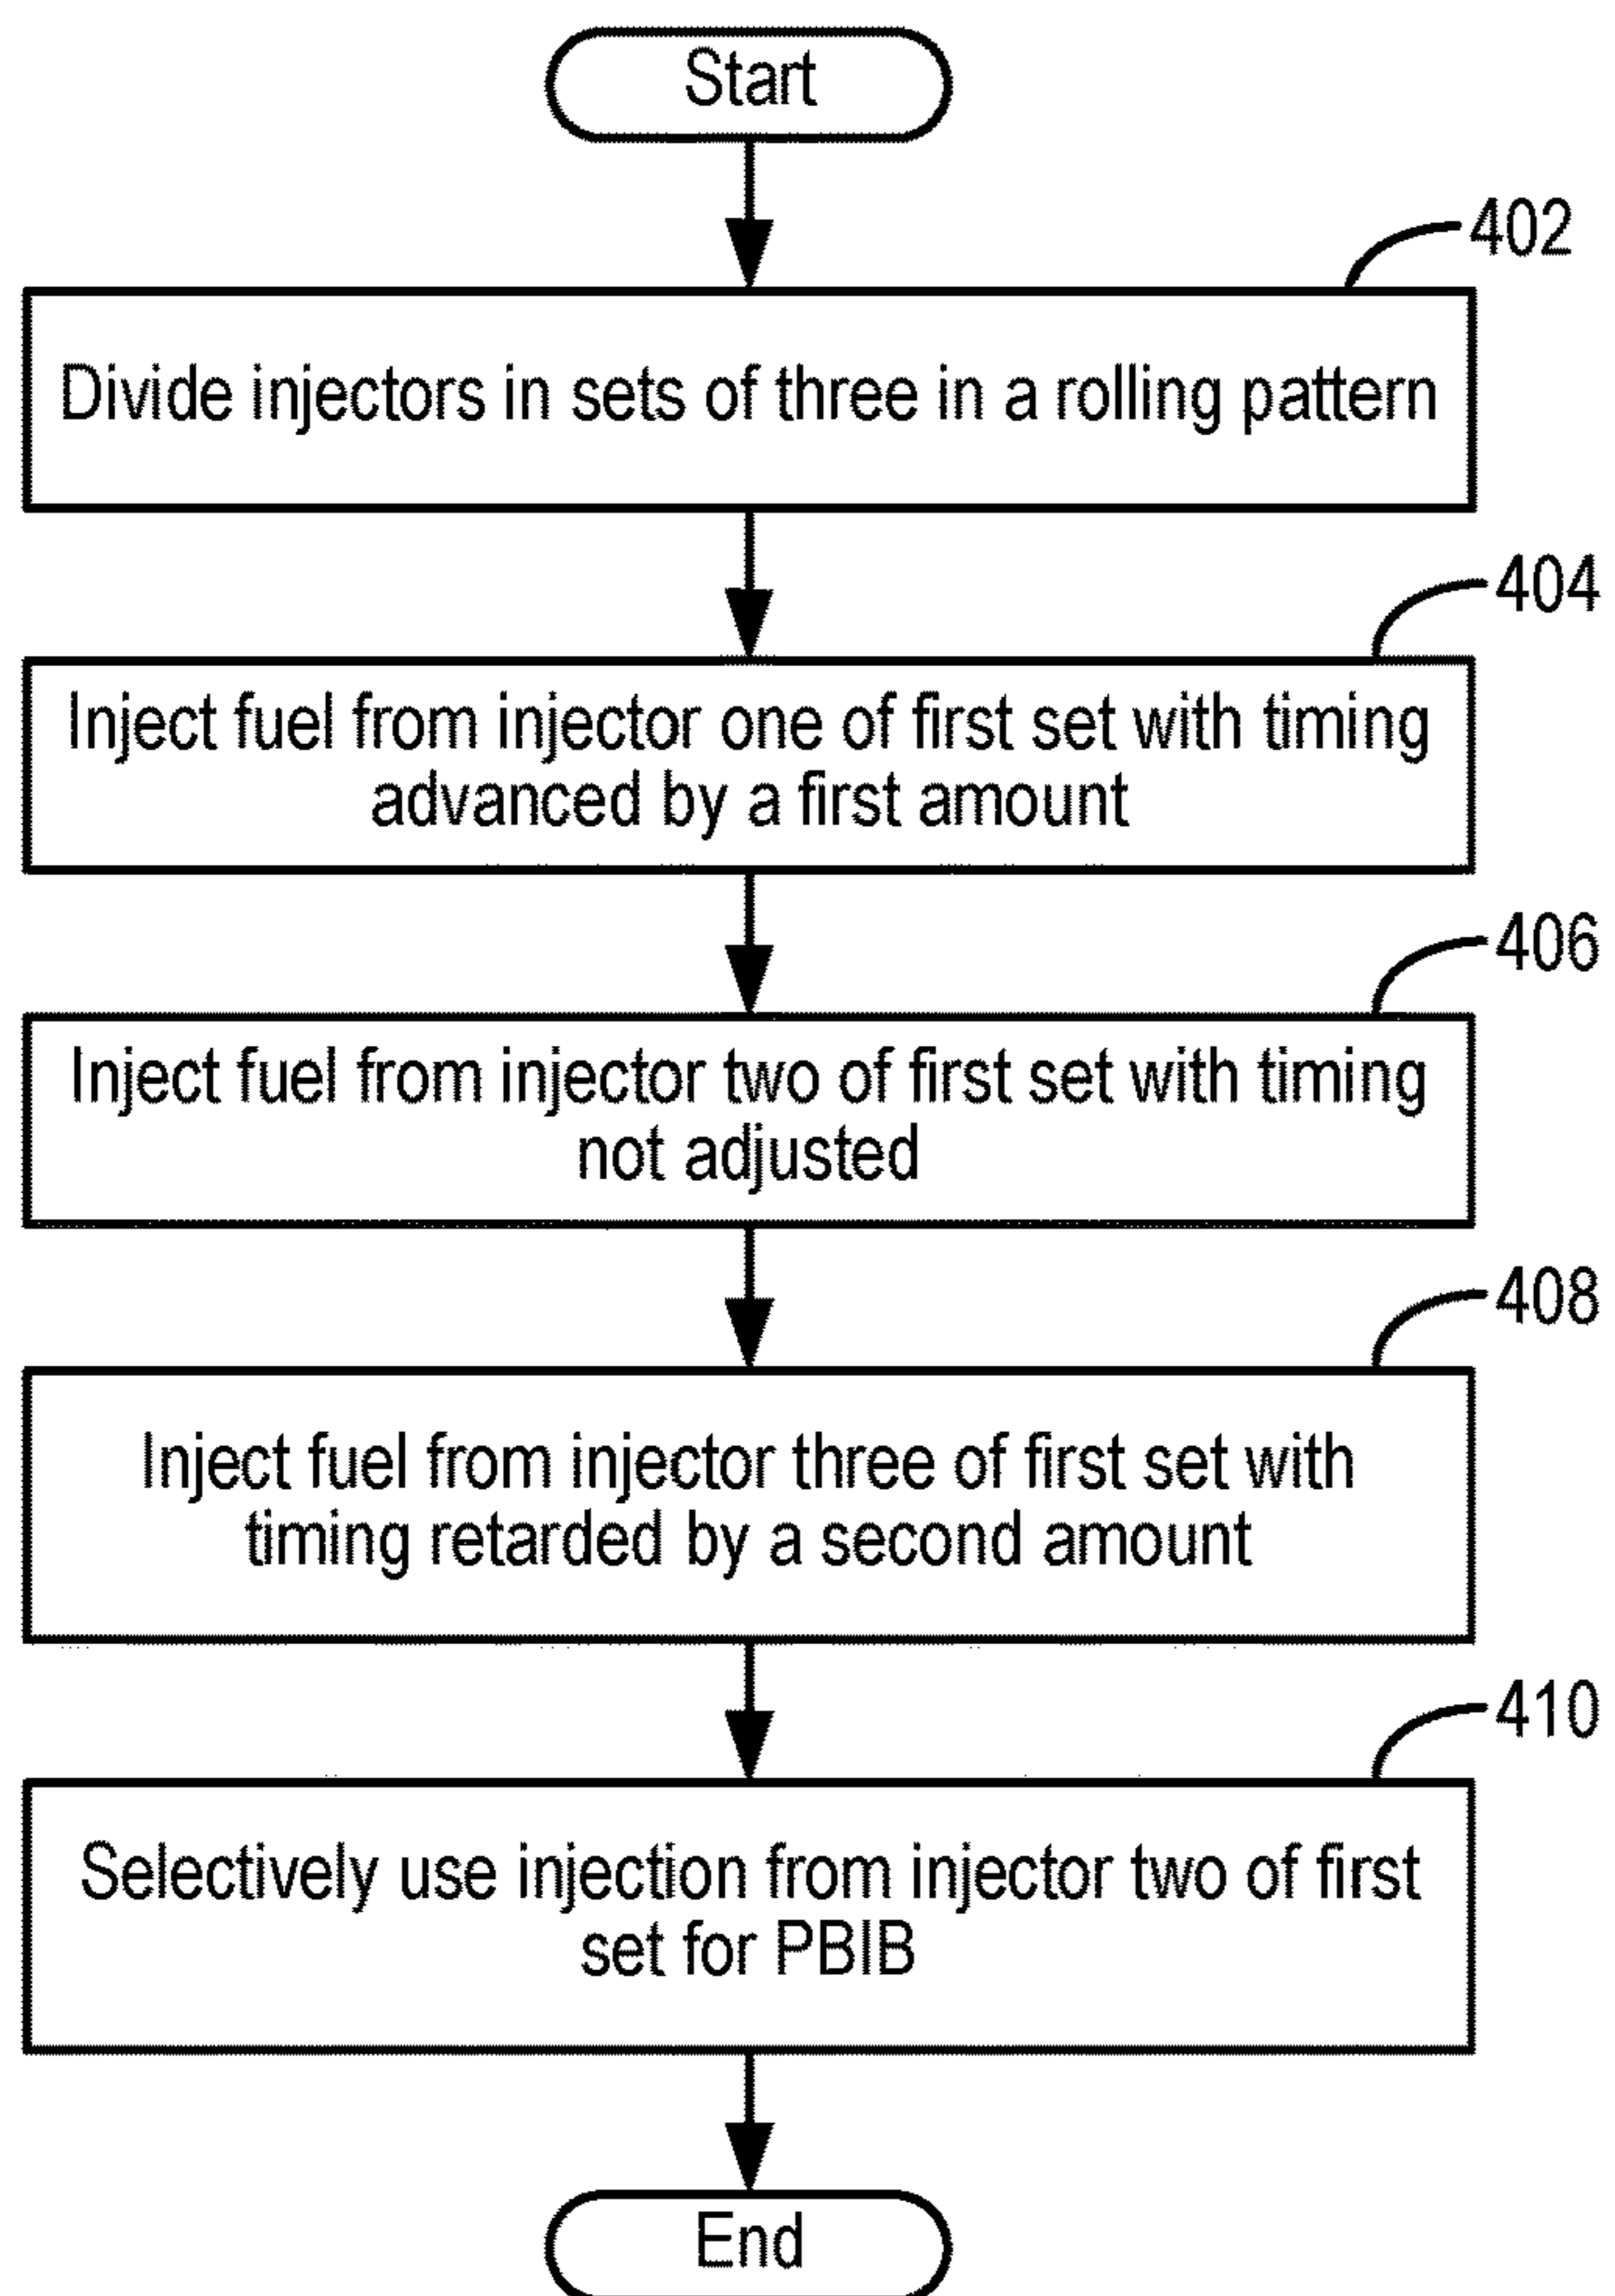 Start
402
Divide injectors in sets of three in a rolling pattern
404
Inject fuel from injector one of first set with timing
advanced by a first amount
406
Inject fuel from injector two of first set with timing
not adjusted
408
Inject fuel from injector three of first set with
timing retarded by a second amount
410
Selectively use injection from injector two of first
set for PBIB
End